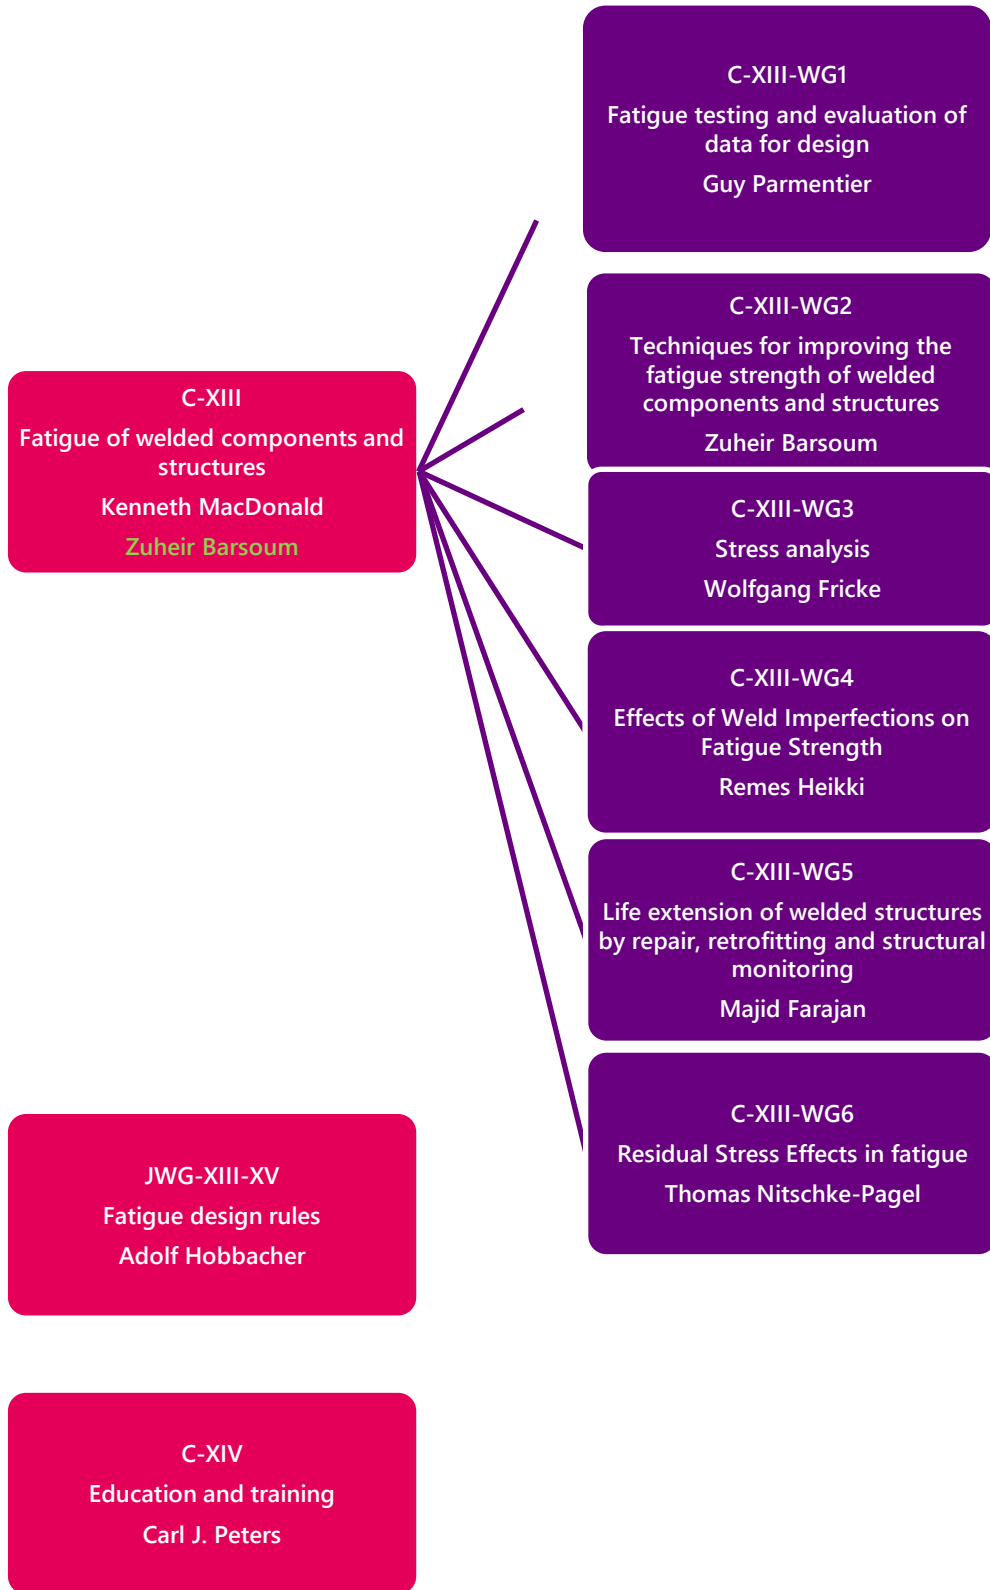 C-XIII
Fatigue of welded components and
structures
Kenneth MacDonald
Zuheir Barsoum
C-XIII-WG1
Fatigue testing and evaluation of
data for design
Guy Parmentier
C-XIII-WG2
Techniques for improving the
fatigue strength of welded
components and structures
Zuheir Barsoum
C-XIII-WG3
Stress analysis
Wolfgang Fricke
C-XIII-WG4
Effects of Weld Imperfections on
Fatigue Strength
Remes Heikki
C-XIII-WG5
Life extension of welded structures
by repair, retrofitting and structural
monitoring
Majid Farajan
C-XIII-WG6
Residual Stress Effects in fatigue
Thomas Nitschke-Pagel
JWG-XIII-XV
Fatigue design rules
Adolf Hobbacher
C-XIV
Education and training
Carl J. Peters